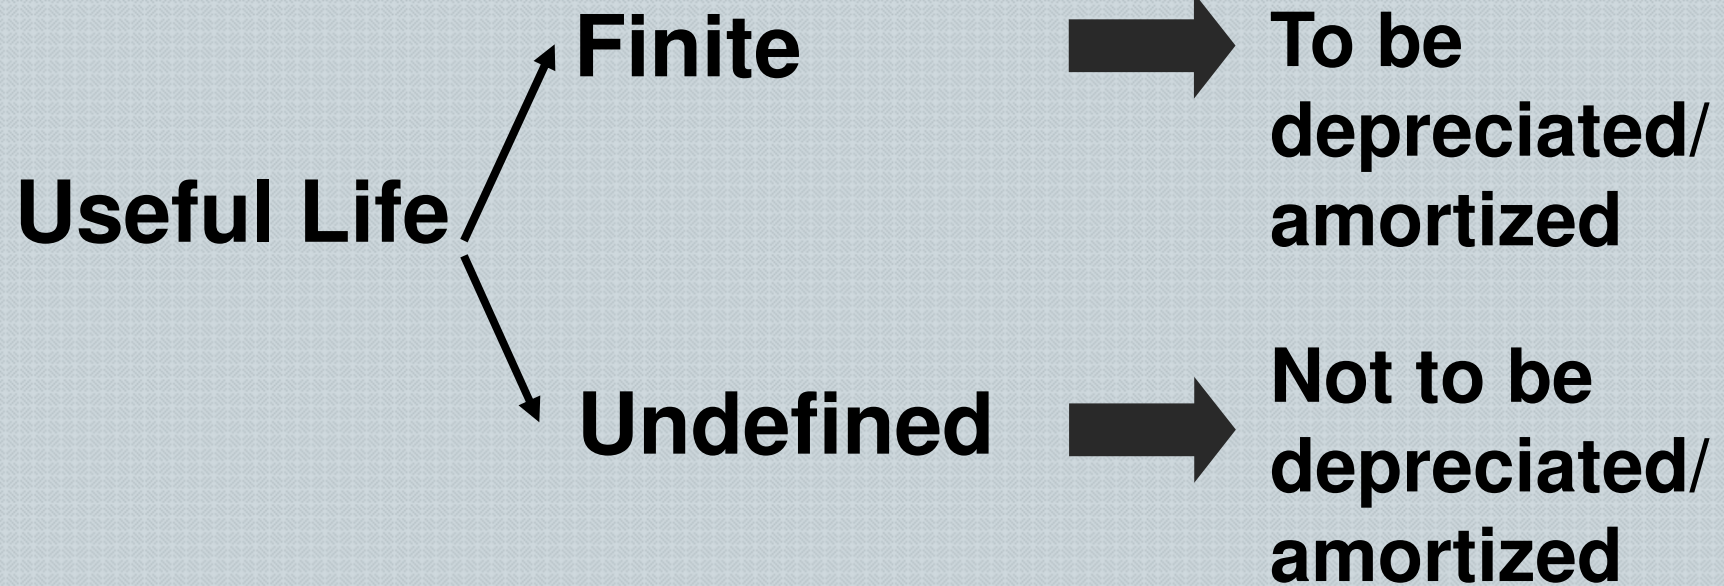 Useful Life
Finite
To be
depreciated/
amortized
Undefined
Not to be
depreciated/
amortized